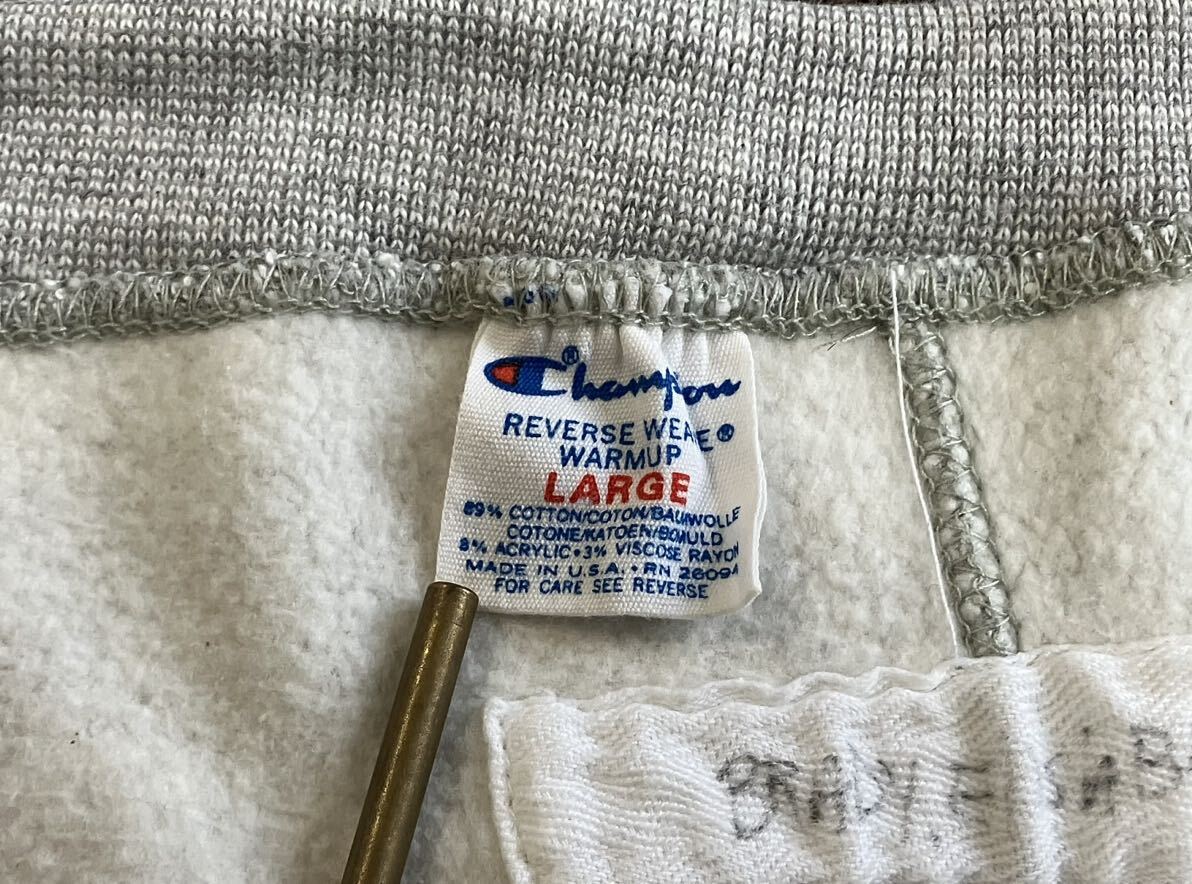 Champion®
REVERSE WEAVE®
WARMUP
LARGE
89% COTTON/COTON/BAUMWOLLE
COTONE/KATOEN/BOMULD
8% ACRYLIC • 3% VISCOSE RAYON
MADE IN U.S.A. • RN 26094
FOR CARE SEE REVERSE